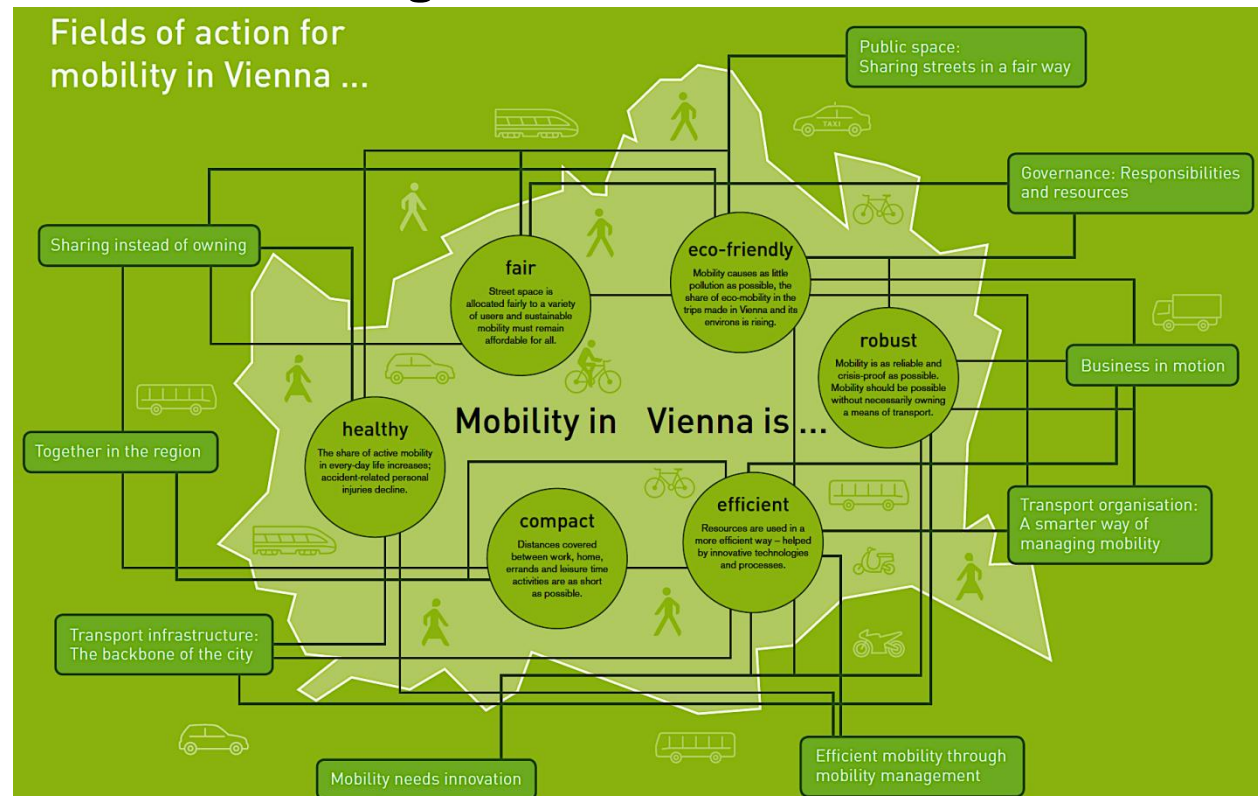 Fields of action for
mobility in Vienna ...
Public space:
Sharing streets in a fair way
TAXI
Governance: Responsibilities
and resources
Sharing instead of owning
fair
Street space is
allocated fairly to a variety
of users and sustainable
mobility must remain
affordable for all.
eco-friendly
Mobility causes as little
pollution as possible, the
share of eco-mobility in the
trips made in Vienna and its
environs is rising.
robust
Mobility is as reliable and
crisis-proof as possible.
Mobility should be possible
without necessarily owning
a means of transport.
Business in motion
Mobility in Vienna is ...
healthy
The share of active mobility
in every-day life increases;
accident-related personal
injuries decline.
Together in the region
compact
Distances covered
between work, home,
errands and leisure time
activities are as short
as possible.
efficient
Resources are used in a
more efficient way – helped
by innovative technologies
and processes.
Transport organisation:
A smarter way of
managing mobility
Transport infrastructure:
The backbone of the city
Mobility needs innovation
Efficient mobility through
mobility management